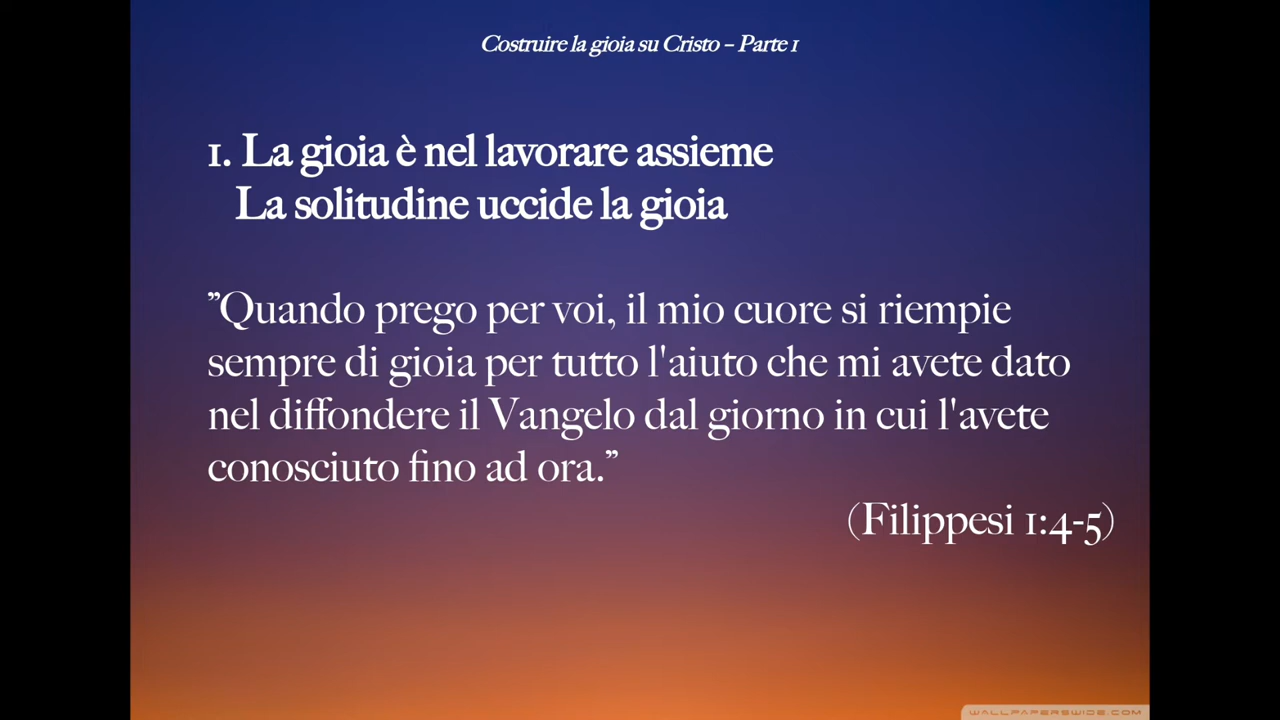 Costruire la gioia su Cristo – Parte 1
1. La gioia è nel lavorare assieme
La solitudine uccide la gioia
”Quando prego per voi, il mio cuore si riempie
sempre di gioia per tutto l'aiuto che mi avete dato
nel diffondere il Vangelo dal giorno in cui l'avete
conosciuto fino ad ora.”
(Filippesi 1:4-5)
WALLPAPERSWIDE.COM